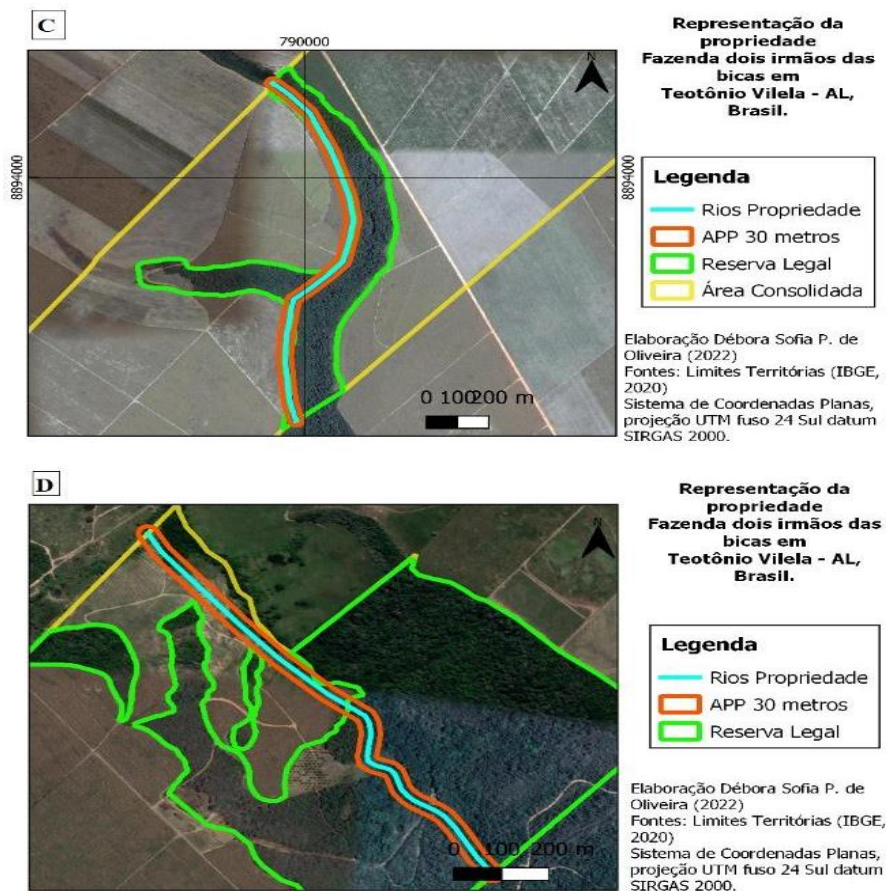 C
790000
8894000
8894000
N
0 100200 m
Representação da
propriedade
Fazenda dois irmãos das
bicas em
Teotônio Vilela - AL,
Brasil.
Legenda
Rios Propriedade
APP 30 metros
Reserva Legal
Área Consolidada
Elaboração Débora Sofia P. de
Oliveira (2022)
Fontes: Limites Territórias (IBGE,
2020)
Sistema de Coordenadas Planas,
projeção UTM fuso 24 Sul datum
SIRGAS 2000.
D
N
0 100 200 m
Representação da
propriedade
Fazenda dois irmãos das
bicas em
Teotônio Vilela - AL,
Brasil.
Legenda
Rios Propriedade
APP 30 metros
Reserva Legal
Elaboração Débora Sofia P. de
Oliveira (2022)
Fontes: Limites Territórias (IBGE,
2020)
Sistema de Coordenadas Planas,
projeção UTM fuso 24 Sul datum
SIRGAS 2000.